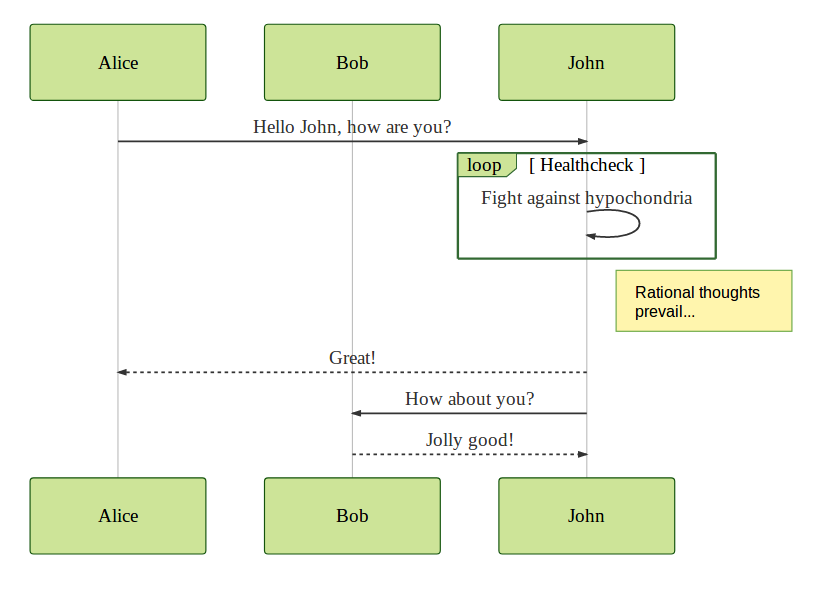 Alice
Bob
John
Hello John, how are you?
loop
[ Healthcheck ]
Fight against hypochondria
Rational thoughts
prevail...
Great!
How about you?
Jolly good!
Alice
Bob
John